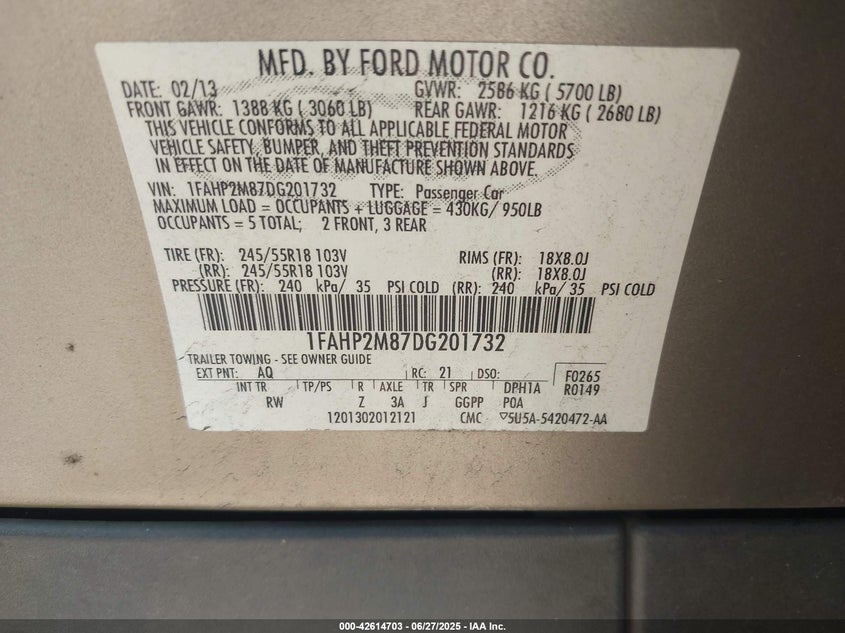 MFD. BY FORD MOTOR CO.
DATE: 02/13 GVWR: 2586 KG ( 5700 LB)
FRONT GAWR: 1388 KG ( 3060 LB) REAR GAWR: 1216 KG ( 2680 LB)
THIS VEHICLE CONFORMS TO ALL APPLICABLE FEDERAL MOTOR
VEHICLE SAFETY, BUMPER, AND THEFT PREVENTION STANDARDS
IN EFFECT ON THE DATE OF MANUFACTURE SHOWN ABOVE.
VIN: 1FAHP2M87DG201732 TYPE: Passenger Car
MAXIMUM LOAD = OCCUPANTS + LUGGAGE = 430KG/ 950LB
OCCUPANTS = 5 TOTAL; 2 FRONT, 3 REAR
TIRE (FR): 245/55R18 103V RIMS (FR): 18X8.0J
(RR): 245/55R18 103V (RR): 18X8.0J
PRESSURE (FR): 240 kPa/ 35 PSI COLD (RR): 240 kPa/ 35 PSI COLD
1FAHP2M87DG201732
TRAILER TOWING - SEE OWNER GUIDE
EXT PNT: AQ RC: 21 DSO: F0265
INT TR TP/PS R AXLE TR SPR DPH1A R0149
RW Z 3A J GGPP P0A
1201302012121 CMC ▽5U5A-5420472-AA
000-42614703 - 06/27/2025 - IAA Inc.